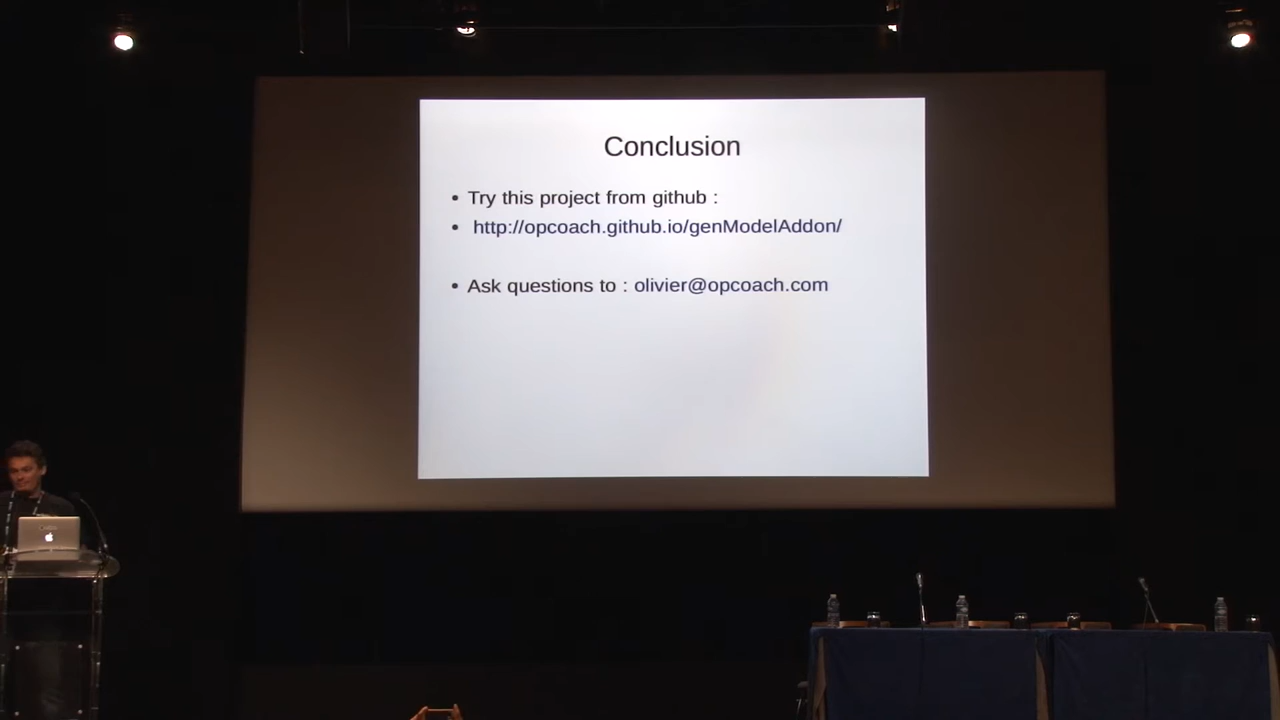 Conclusion
• Try this project from github :
• http://opcoach.github.io/genModelAddon/
• Ask questions to : olivier@opcoach.com